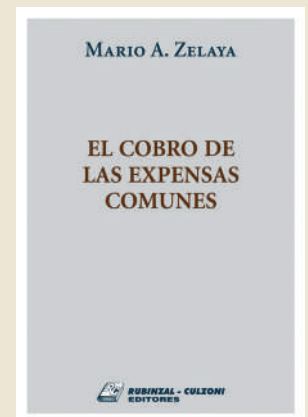 MARIO A. ZELAYA
EL COBRO DE
LAS EXPENSAS
COMUNES
RUBINZAL - CULZONI
EDITORES